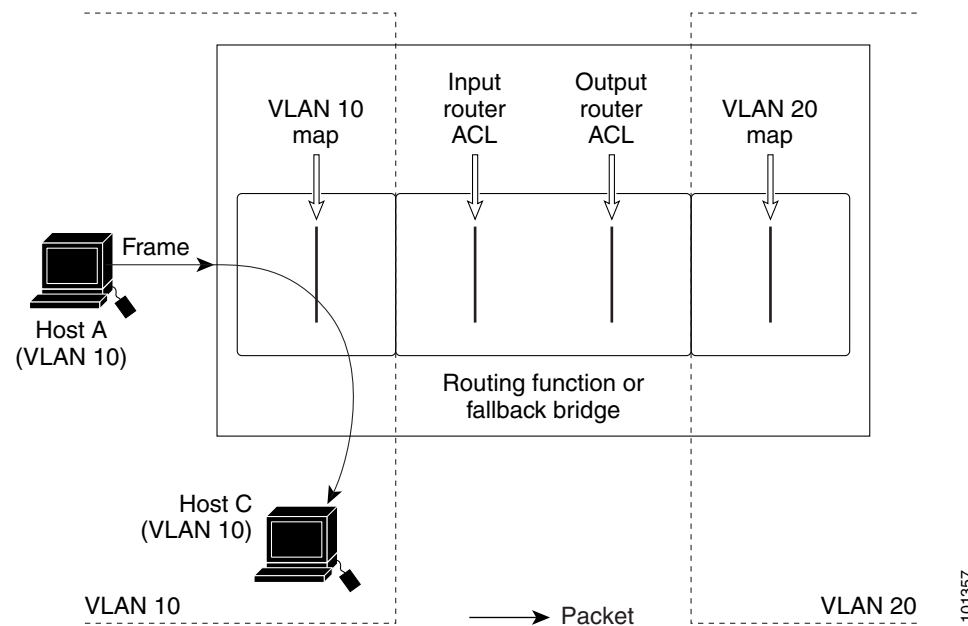 VLAN 10
map
Input
router
ACL
Output
router
ACL
VLAN 20
map
Frame
Host A
(VLAN 10)
Routing function or
fallback bridge
Host C
(VLAN 10)
VLAN 10
Packet
VLAN 20
101357